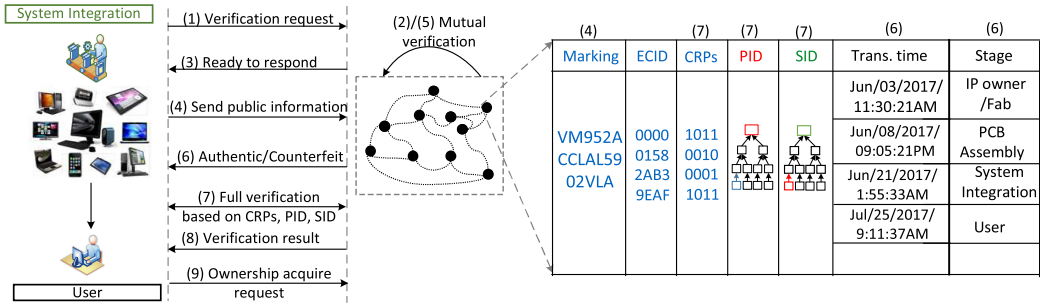 System Integration
User
(1) Verification request
(3) Ready to respond
(4) Send public information
(6) Authentic/Counterfeit
(7) Full verification
based on CRPs, PID, SID
(8) Verification result
(9) Ownership acquire
request
(2)/(5) Mutual
verification
(4) (7) (7) (7) (6) (6)
Marking ECID CRPs PID SID Trans. time Stage
VM952A
CCLAL59
02VLA
0000
0158
2AB3
9EAF
1011
0010
0001
1011
Jun/03/2017/
11:30:21AM
IP owner
/Fab
Jun/08/2017/
09:05:21PM
PCB
Assembly
Jun/21/2017/
1:55:33AM
System
Integration
Jul/25/2017/
9:11:37AM
User